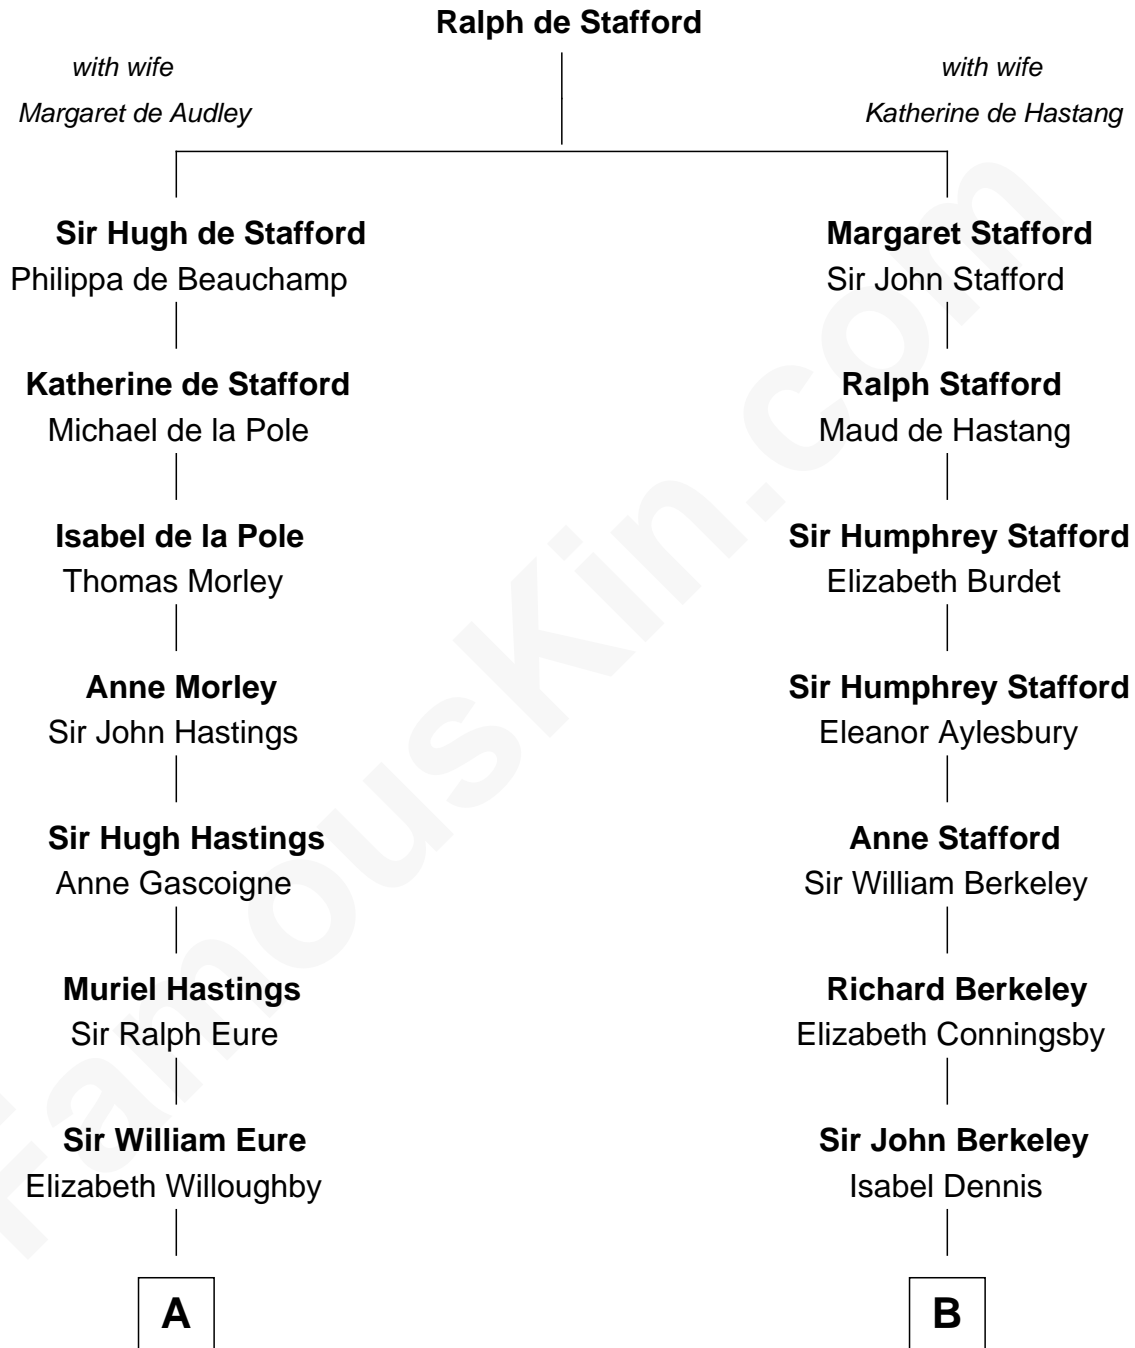 Ralph de Stafford
with wife
Margaret de Audley
with wife
Katherine de Hastang
Sir Hugh de Stafford
Philippa de Beauchamp
Margaret Stafford
Sir John Stafford
Katherine de Stafford
Michael de la Pole
Ralph Stafford
Maud de Hastang
Isabel de la Pole
Thomas Morley
Sir Humphrey Stafford
Elizabeth Burdet
Anne Morley
Sir John Hastings
Sir Humphrey Stafford
Eleanor Aylesbury
Sir Hugh Hastings
Anne Gascoigne
Anne Stafford
Sir William Berkeley
Muriel Hastings
Sir Ralph Eure
Richard Berkeley
Elizabeth Conningsby
Sir William Eure
Elizabeth Willoughby
Sir John Berkeley
Isabel Dennis
A
B
FamousKin.com